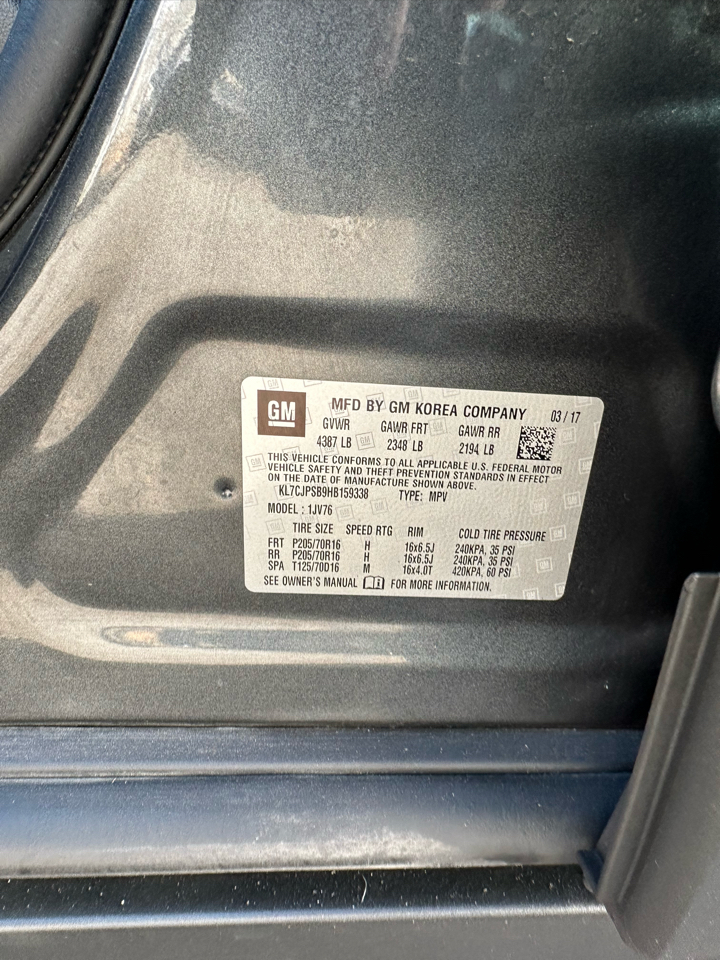 GM MFD BY GM KOREA COMPANY 03 / 17
GVWR GAWR FRT GAWR RR
4387 LB 2348 LB 2194 LB
THIS VEHICLE CONFORMS TO ALL APPLICABLE U.S. FEDERAL MOTOR
VEHICLE SAFETY AND THEFT PREVENTION STANDARDS IN EFFECT
ON THE DATE OF MANUFACTURE SHOWN ABOVE.
KL7CJPSB9HB159338 TYPE: MPV
MODEL : 1JV76
TIRE SIZE SPEED RTG RIM COLD TIRE PRESSURE
FRT P205/70R16 H 16x6.5J 240KPA, 35 PSI
RR P205/70R16 H 16x6.5J 240KPA, 35 PSI
SPA T125/70D16 M 16x4.0T 420KPA, 60 PSI
SEE OWNER'S MANUAL FOR MORE INFORMATION.